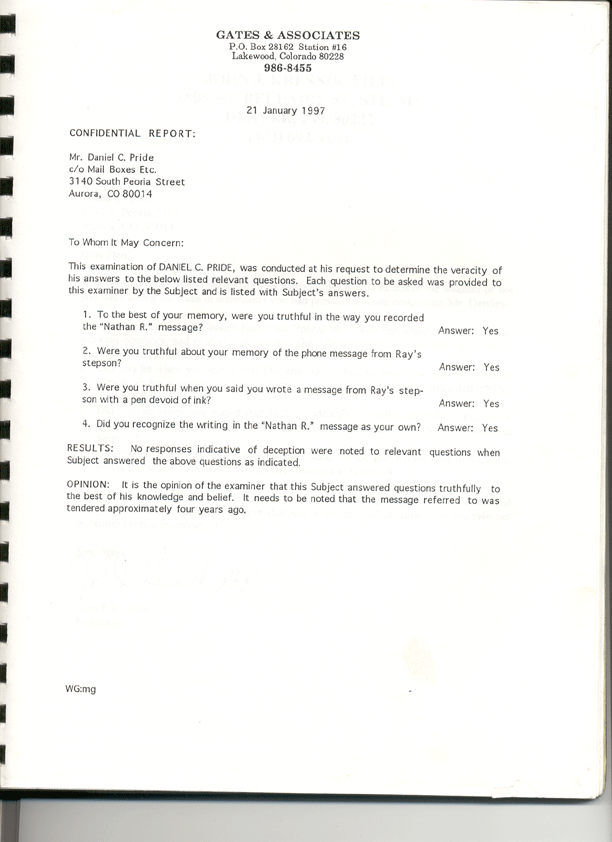 GATES & ASSOCIATES
P.O. Box 28162 Station #16
Lakewood, Colorado 80228
986-8455
21 January 1997
CONFIDENTIAL REPORT:
Mr. Daniel C. Pride
c/o Mail Boxes Etc.
3140 South Peoria Street
Aurora, CO 80014
To Whom It May Concern:
This examination of DANIEL C. PRIDE, was conducted at his request to determine the veracity of
his answers to the below listed relevant questions. Each question to be asked was provided to
this examiner by the Subject and is listed with Subject's answers.
1. To the best of your memory, were you truthful in the way you recorded
the "Nathan R." message? Answer: Yes
2. Were you truthful about your memory of the phone message from Ray's
stepson? Answer: Yes
3. Were you truthful when you said you wrote a message from Ray's step-
son with a pen devoid of ink? Answer: Yes
4. Did you recognize the writing in the "Nathan R." message as your own? Answer: Yes
RESULTS: No responses indicative of deception were noted to relevant questions when
Subject answered the above questions as indicated.
OPINION: It is the opinion of the examiner that this Subject answered questions truthfully to
the best of his knowledge and belief. It needs to be noted that the message referred to was
tendered approximately four years ago.
WG:mg